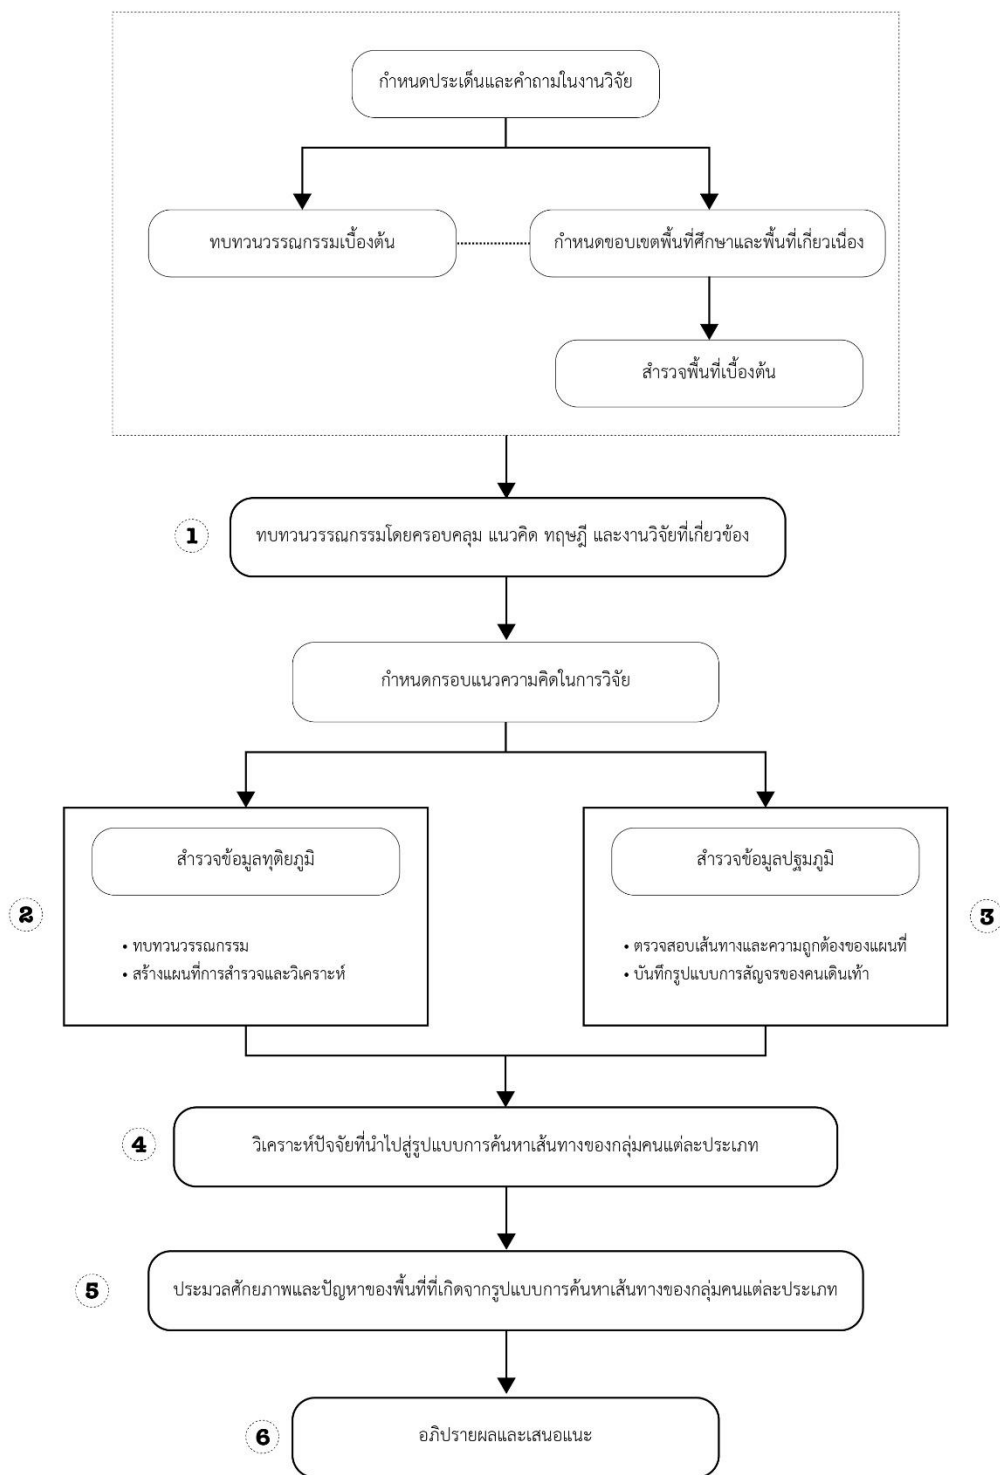 กำหนดประเด็นและคำถามในงานวิจัย
ทบทวนวรรณกรรมเบื้องต้น
กำหนดขอบเขตพื้นที่ศึกษาและพื้นที่เกี่ยวเนื่อง
สำรวจพื้นที่เบื้องต้น
1
ทบทวนวรรณกรรมโดยครอบคลุม แนวคิด ทฤษฎี และงานวิจัยที่เกี่ยวข้อง
กำหนดกรอบแนวความคิดในการวิจัย
2
สำรวจข้อมูลทุติยภูมิ
• ทบทวนวรรณกรรม
• สร้างแผนที่การสำรวจและวิเคราะห์
3
สำรวจข้อมูลปฐมภูมิ
• ตรวจสอบเส้นทางและความถูกต้องของแผนที่
• บันทึกรูปแบบการสัญจรของคนเดินเท้า
4
วิเคราะห์ปัจจัยที่นำไปสู่รูปแบบการค้นหาเส้นทางของกลุ่มคนแต่ละประเภท
5
ประมวลศักยภาพและปัญหาของพื้นที่ที่เกิดจากรูปแบบการค้นหาเส้นทางของกลุ่มคนแต่ละประเภท
6
อภิปรายผลและเสนอแนะ